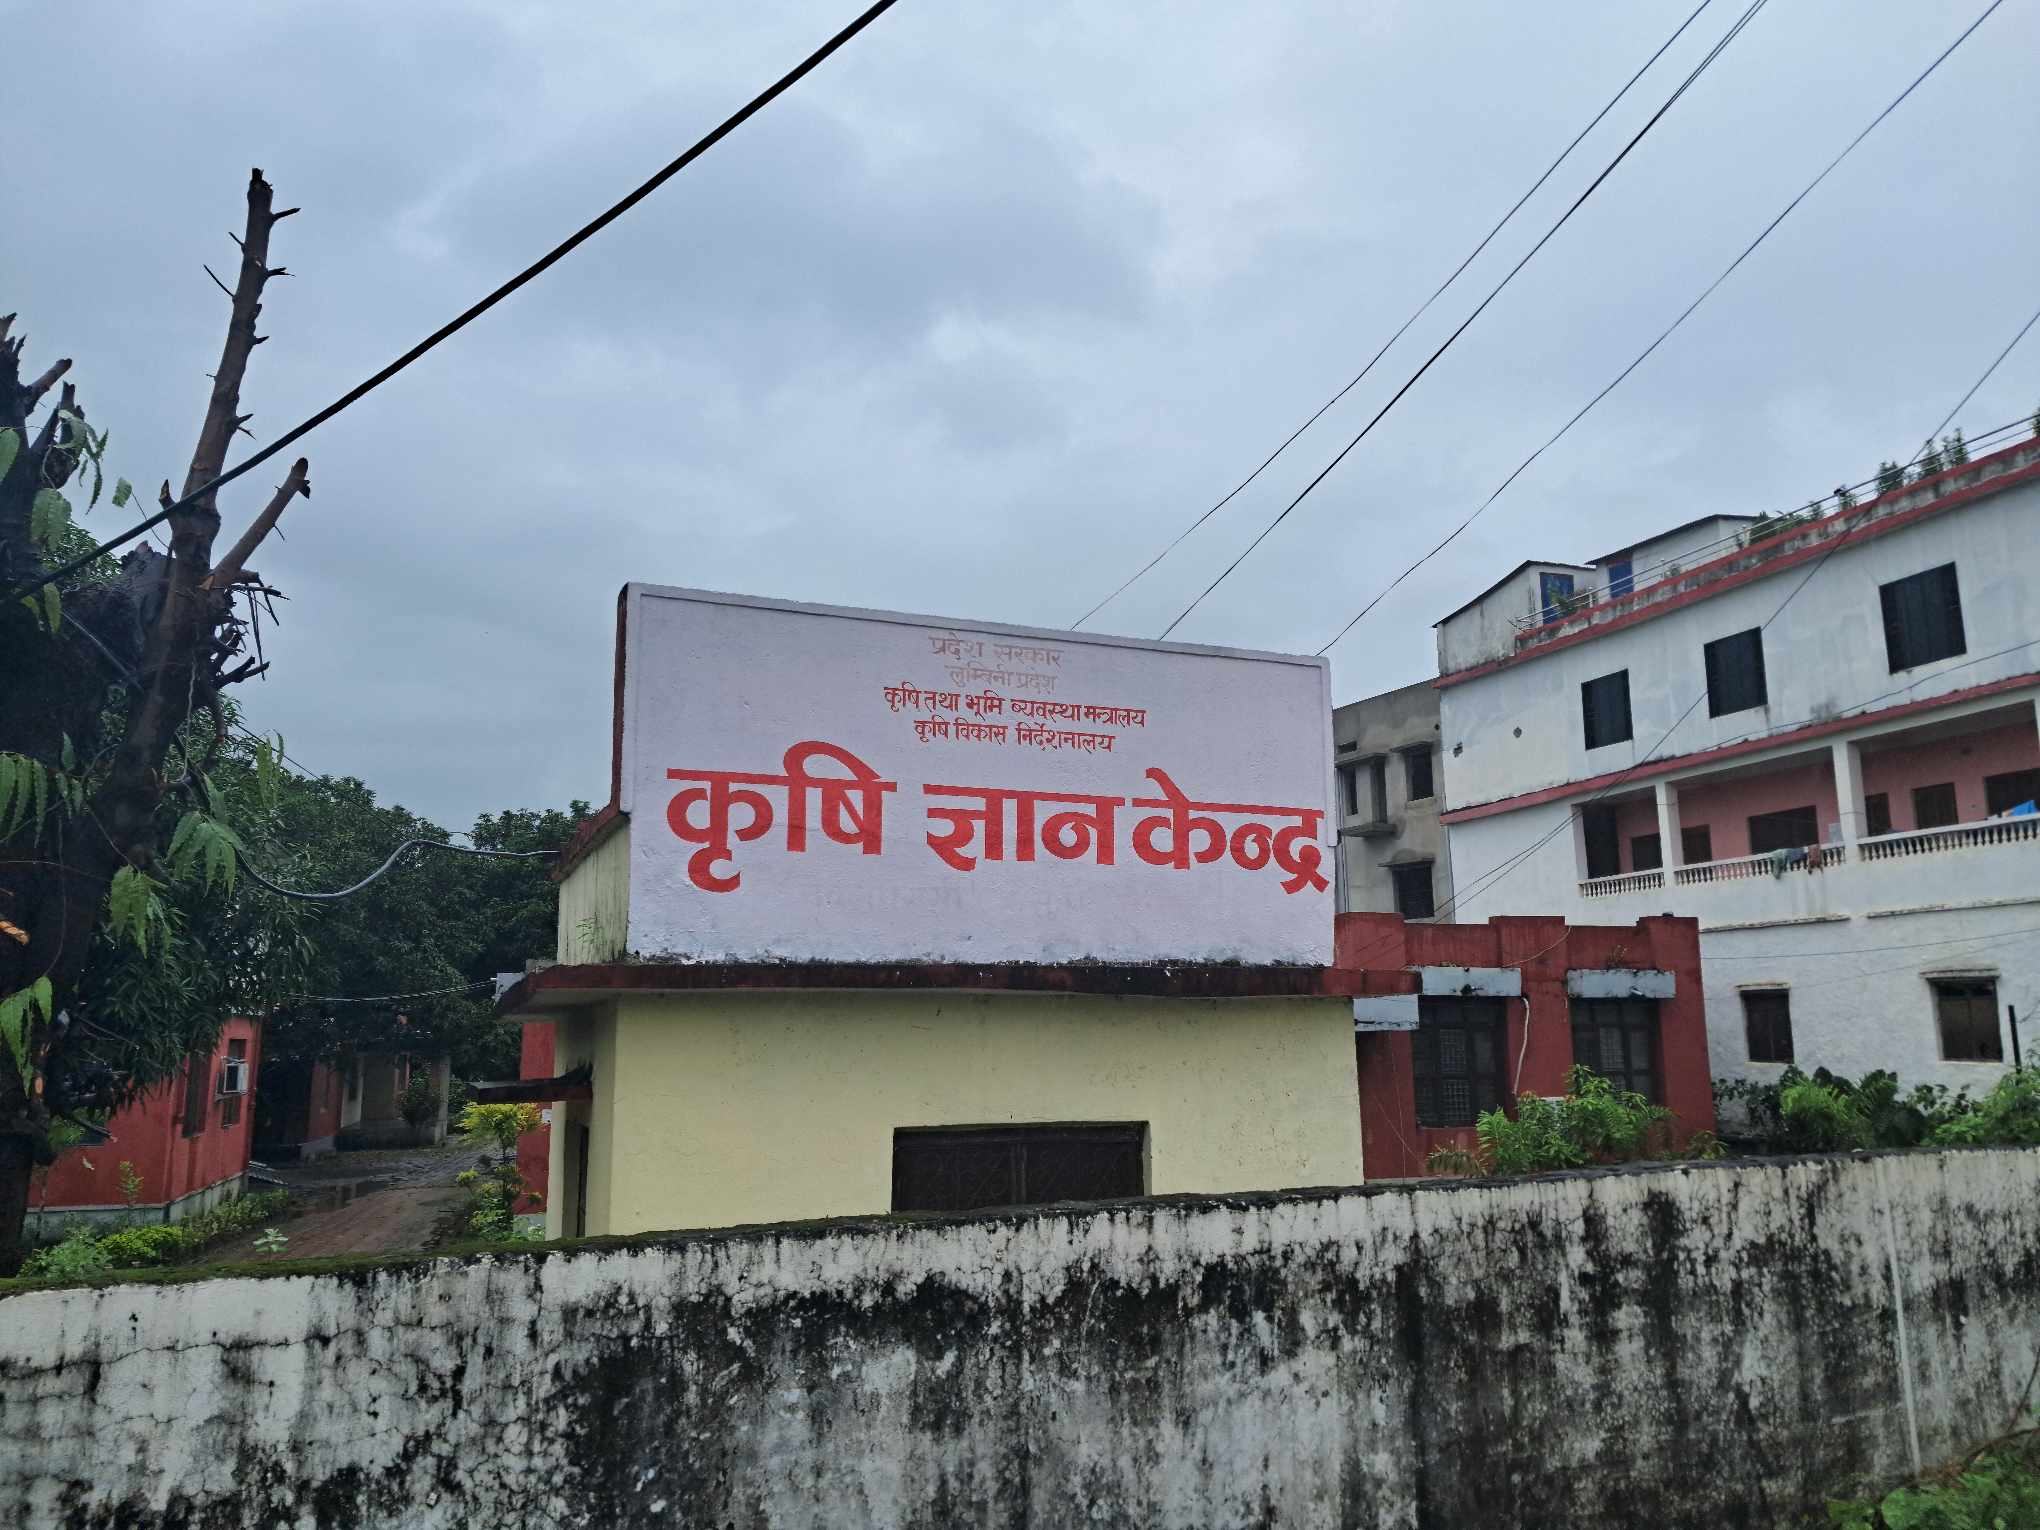 प्रदेश सरकार
लुम्बिनी प्रदेश
कृषि तथा भूमि व्यवस्था मन्त्रालय
कृषि विकास निर्देशनालय
कृषि ज्ञान केन्द्र